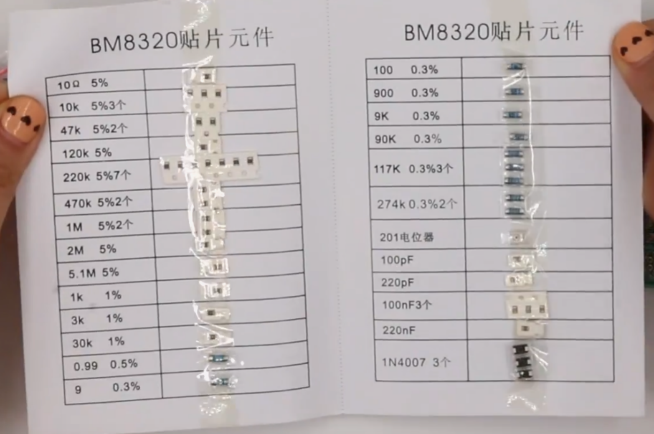 BM8320贴片元件
10Ω 5%
10k 5%3个
47k 5%2个
120k 5%
220k 5%7个
470k 5%2个
1M 5%2个
2M 5%
5.1M 5%
1k 1%
3k 1%
30k 1%
0.99 0.5%
9 0.3%
BM8320贴片元件
100 0.3%
900 0.3%
9K 0.3%
90K 0.3%
117K 0.3%3个
274k 0.3%2个
201电位器
100pF
220pF
100nF3个
220nF
1N4007 3个